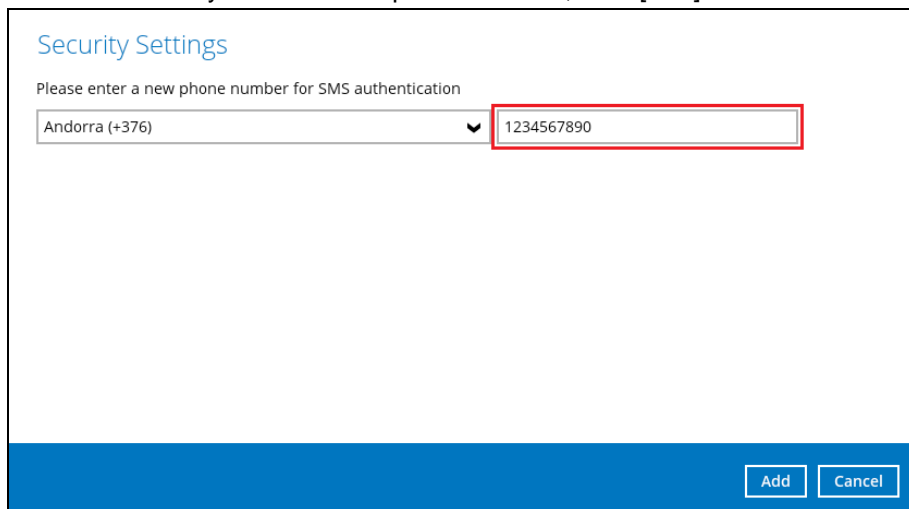 Security Settings
Please enter a new phone number for SMS authentication
Andorra (+376)
1234567890
Add
Cancel